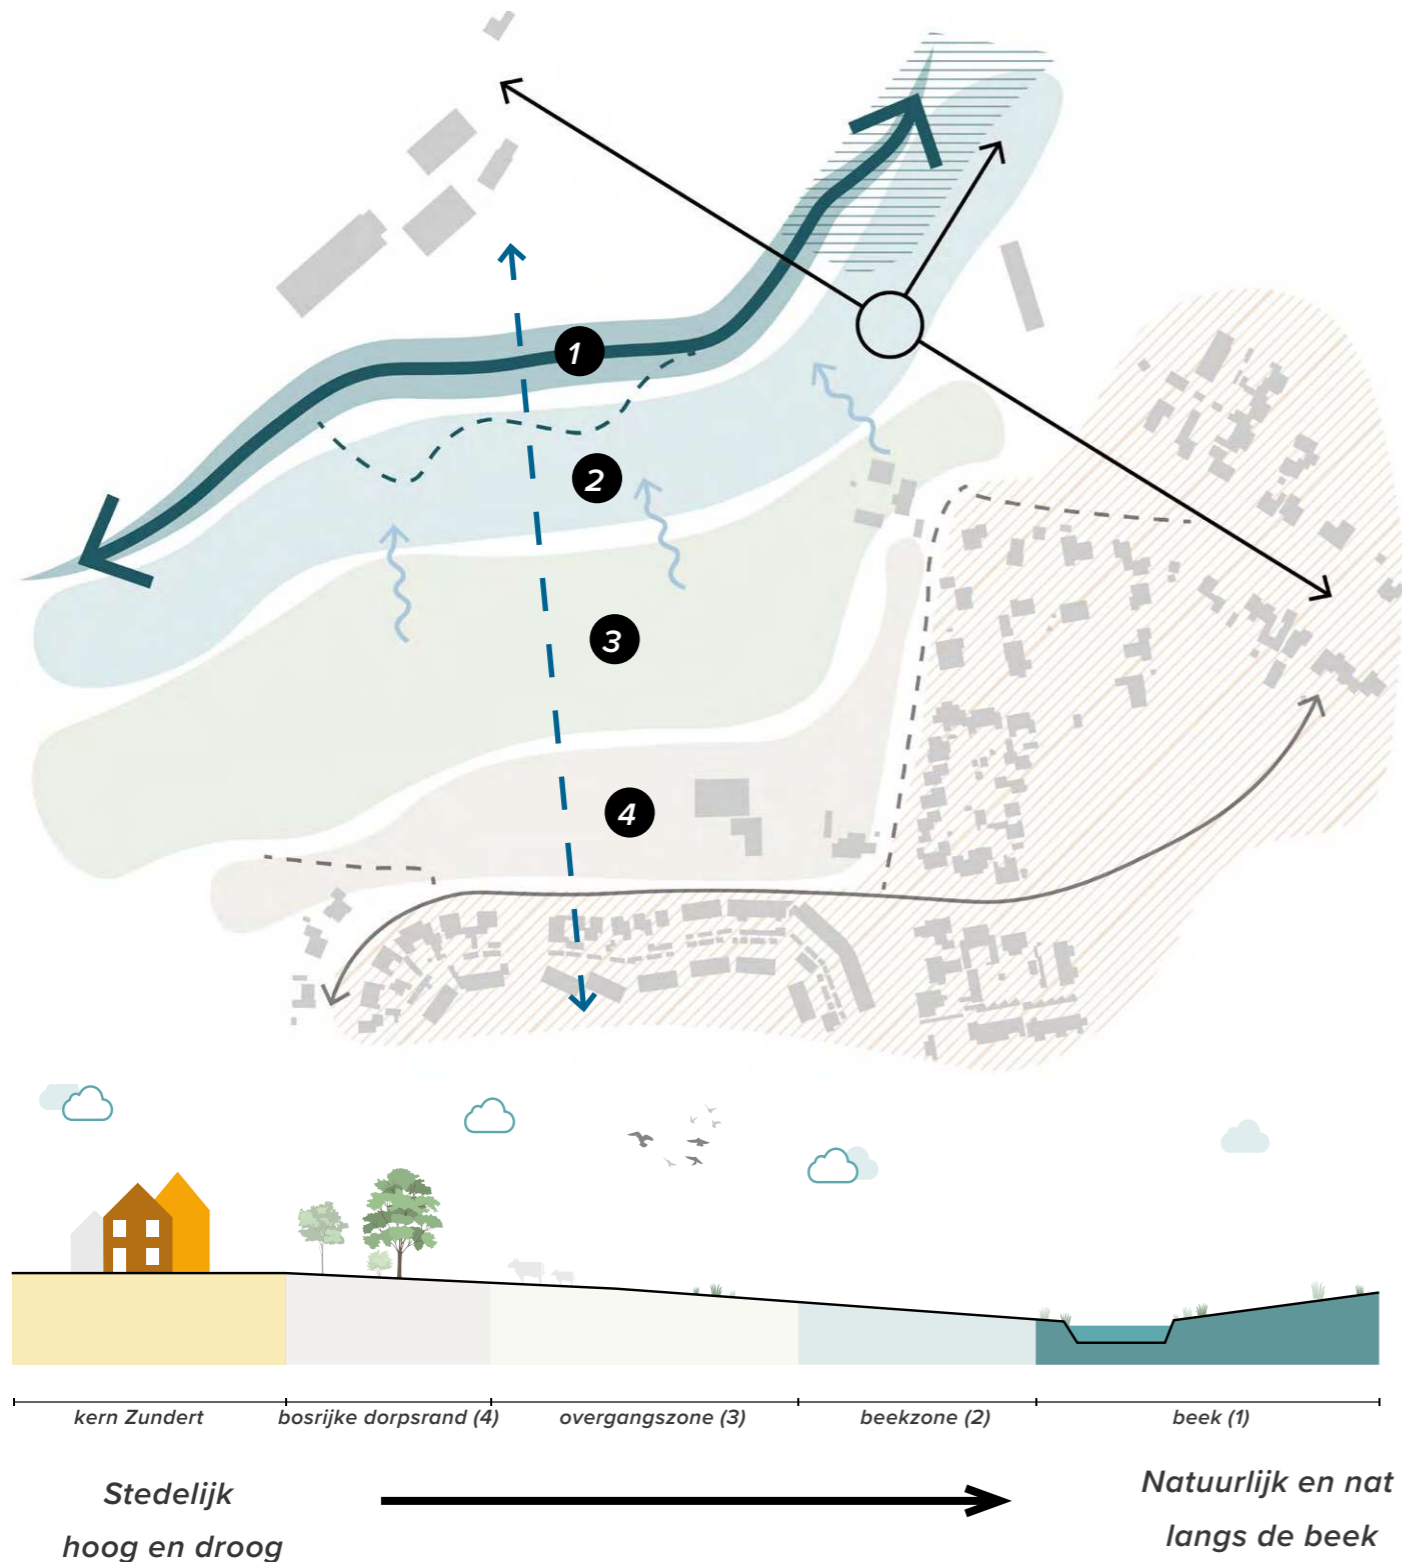 1
2
3
4
kern Zundert
bosrijke dorpsrand (4)
overgangszone (3)
beekzone (2)
beek (1)
Stedelijk
hoog en droog
Natuurlijk en nat
langs de beek